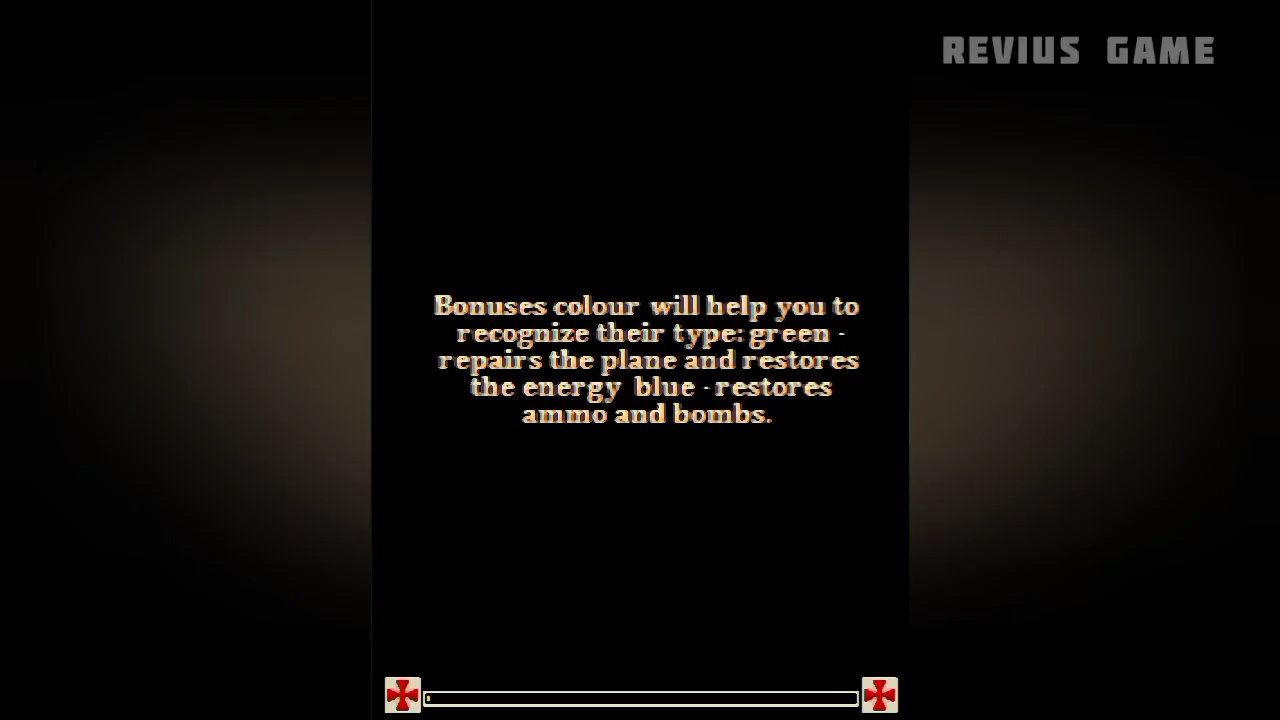 REVIUS GAME
Bonuses colour will help you to
recognize their type: green -
repairs the plane and restores
the energy blue - restores
ammo and bombs.